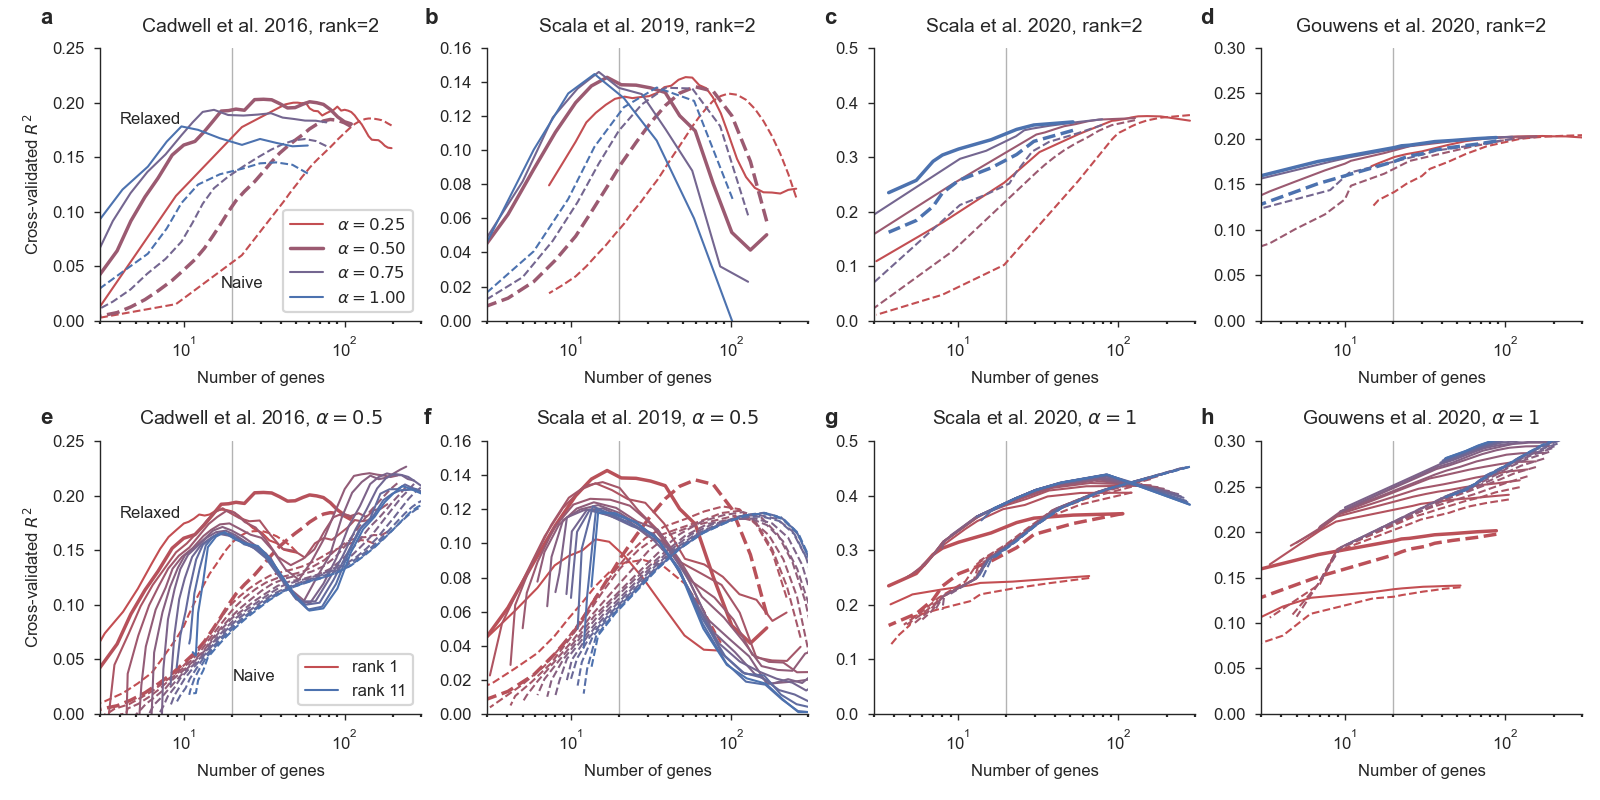 a
Cadwell et al. 2016, rank=2
b
Scala et al. 2019, rank=2
c
Scala et al. 2020, rank=2
d
Gouwens et al. 2020, rank=2
Cross-validated R²
0.25
0.20
0.15
0.10
0.05
0.00
Relaxed
Naive
α = 0.25
α = 0.50
α = 0.75
α = 1.00
10¹
10²
Number of genes
0.16
0.14
0.12
0.10
0.08
0.06
0.04
0.02
0.00
10¹
10²
Number of genes
0.5
0.4
0.3
0.2
0.1
0.0
10¹
10²
Number of genes
0.30
0.25
0.20
0.15
0.10
0.05
0.00
10¹
10²
Number of genes
e
Cadwell et al. 2016, α = 0.5
f
Scala et al. 2019, α = 0.5
g
Scala et al. 2020, α = 1
h
Gouwens et al. 2020, α = 1
Cross-validated R²
0.25
0.20
0.15
0.10
0.05
0.00
Relaxed
Naive
rank 1
rank 11
10¹
10²
Number of genes
0.16
0.14
0.12
0.10
0.08
0.06
0.04
0.02
0.00
10¹
10²
Number of genes
0.5
0.4
0.3
0.2
0.1
0.0
10¹
10²
Number of genes
0.30
0.25
0.20
0.15
0.10
0.05
0.00
10¹
10²
Number of genes